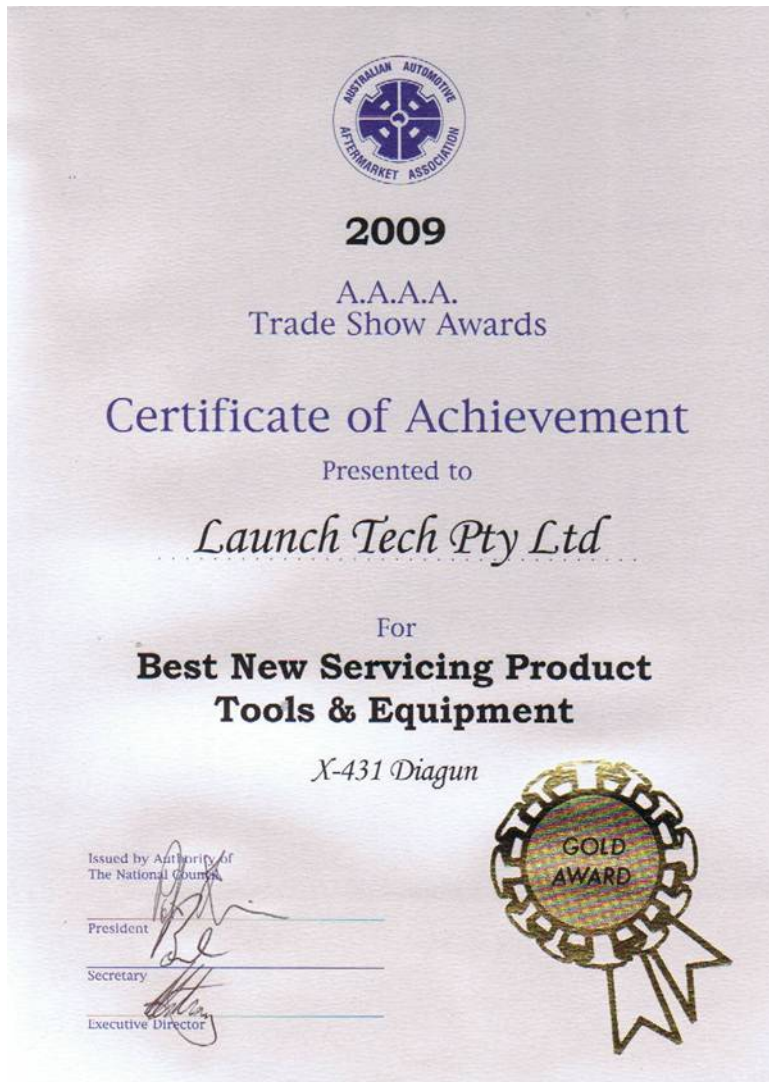 AUSTRALIAN AUTOMOTIVE
AFTERMARKET ASSOCIATION
2009
A.A.A.A.
Trade Show Awards
Certificate of Achievement
Presented to
Launch Tech Pty Ltd
For
Best New Servicing Product
Tools & Equipment
X-431 Diagun
GOLD
AWARD
Issued by Authority of
The National Council
President
Secretary
Executive Director